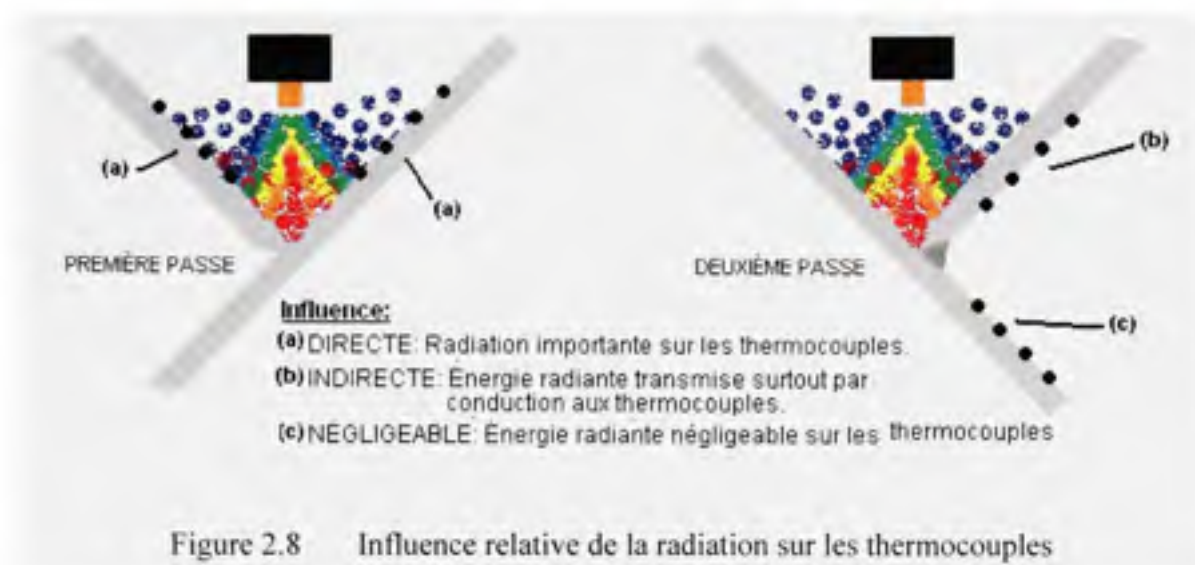 (a)
(a)
PREMIÈRE PASSE
(b)
(c)
DEUXIÈME PASSE
Influence:
(a) DIRECTE: Radiation importante sur les thermocouples.
(b) INDIRECTE: Énergie radiante transmise surtout par
conduction aux thermocouples.
(c) NÉGLIGEABLE: Énergie radiante négligeable sur les thermocouples
Figure 2.8 Influence relative de la radiation sur les thermocouples